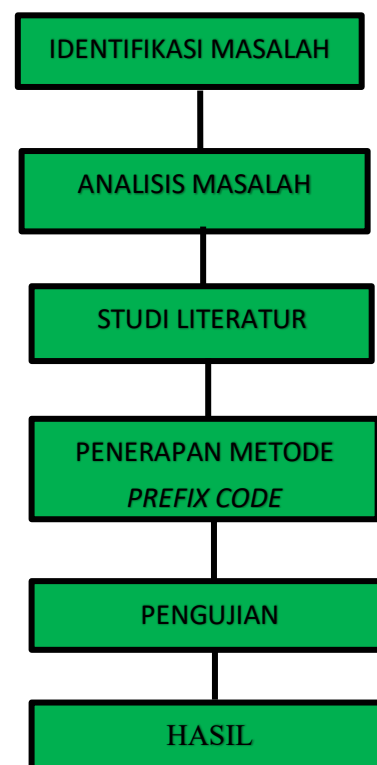 IDENTIFIKASI MASALAH
ANALISIS MASALAH
STUDI LITERATUR
PENERAPAN METODE
PREFIX CODE
PENGUJIAN
HASIL